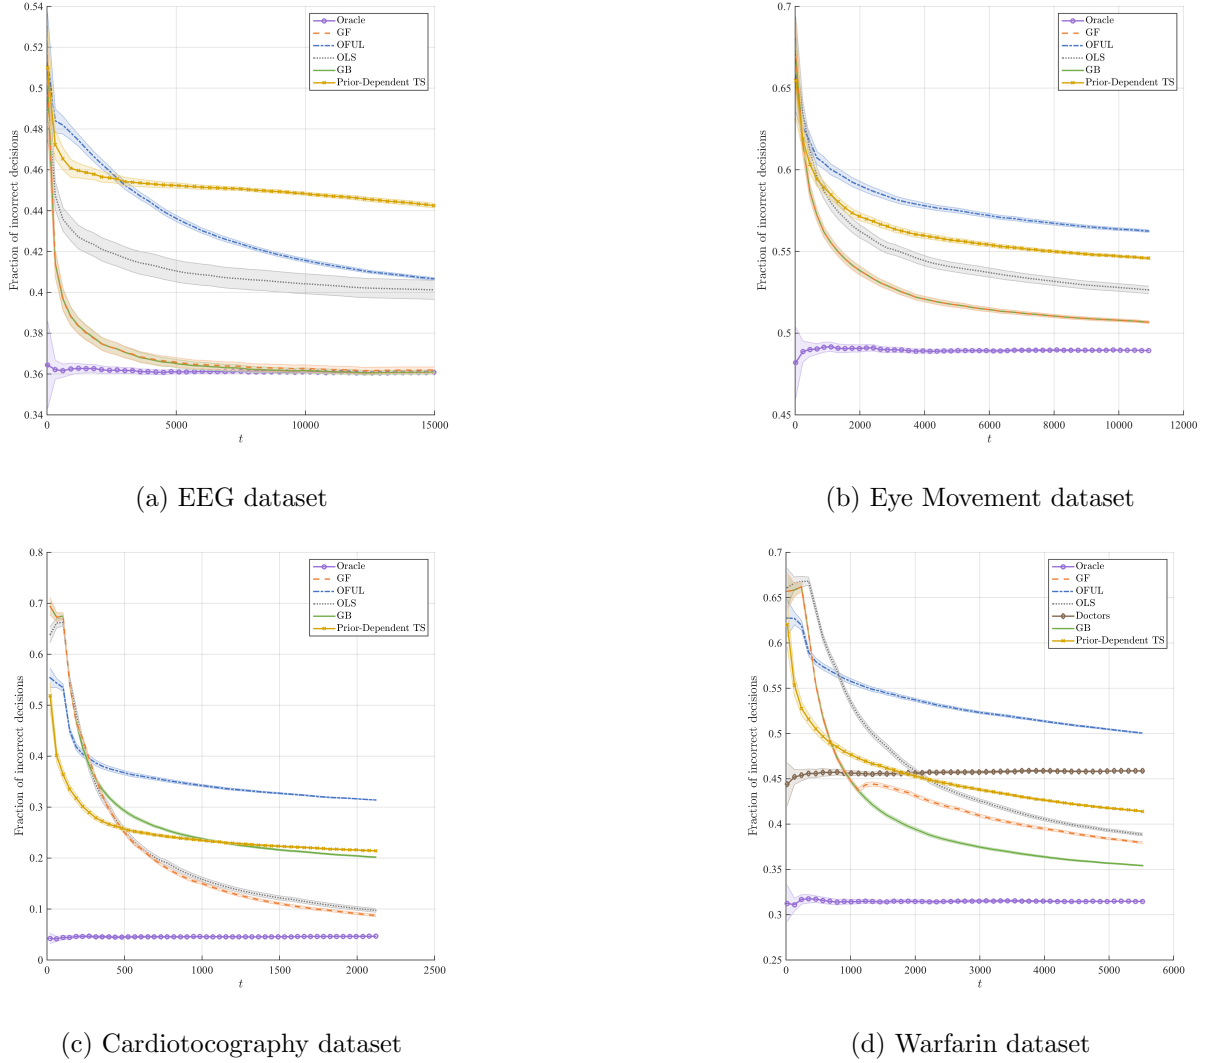 0.54
0.52
0.5
0.48
0.46
0.44
0.42
0.4
0.38
0.36
0.34
Fraction of incorrect decisions
0
5000
10000
15000
t
Oracle
GF
OFUL
OLS
GB
Prior-Dependent TS
(a) EEG dataset
0.7
0.65
0.6
0.55
0.5
0.45
Fraction of incorrect decisions
0
2000
4000
6000
8000
10000
12000
t
Oracle
GF
OFUL
OLS
GB
Prior-Dependent TS
(b) Eye Movement dataset
0.8
0.7
0.6
0.5
0.4
0.3
0.2
0.1
0
Fraction of incorrect decisions
0
500
1000
1500
2000
2500
t
Oracle
GF
OFUL
OLS
GB
Prior-Dependent TS
(c) Cardiotocography dataset
0.7
0.65
0.6
0.55
0.5
0.45
0.4
0.35
0.3
0.25
Fraction of incorrect decisions
0
1000
2000
3000
4000
5000
6000
t
Oracle
GF
OFUL
OLS
Doctors
GB
Prior-Dependent TS
(d) Warfarin dataset